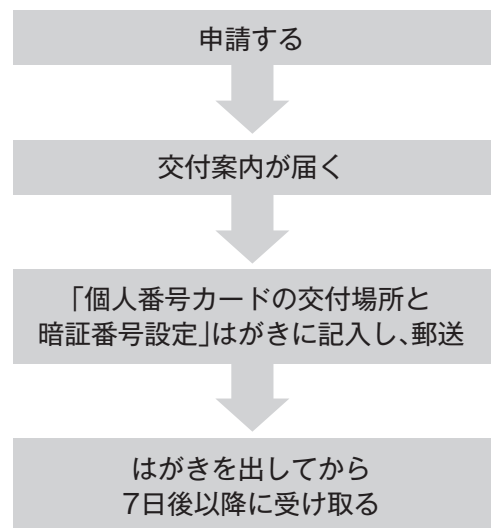 申請する
交付案内が届く
「個人番号カードの交付場所と
暗証番号設定」はがきに記入し、郵送
はがきを出してから
7日後以降に受け取る